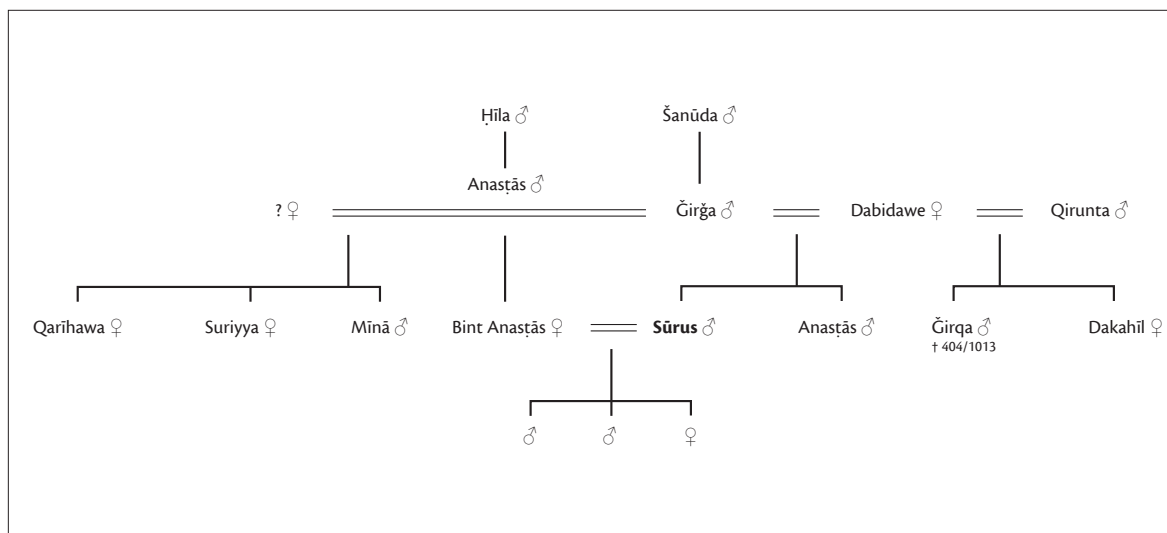 Ḥīla ♂ Šanūda ♂
Anasṭās ♂
? ♀ Ǧirǧa ♂ Dabidawe ♀ Qirunta ♂
Qarīhawa ♀ Suriyya ♀ Mīnā ♂ Bint Anasṭās ♀ Sūrus ♂ Anasṭās ♂ Ǧirqa ♂ Dakahīl ♀
† 404/1013
♂ ♂ ♀